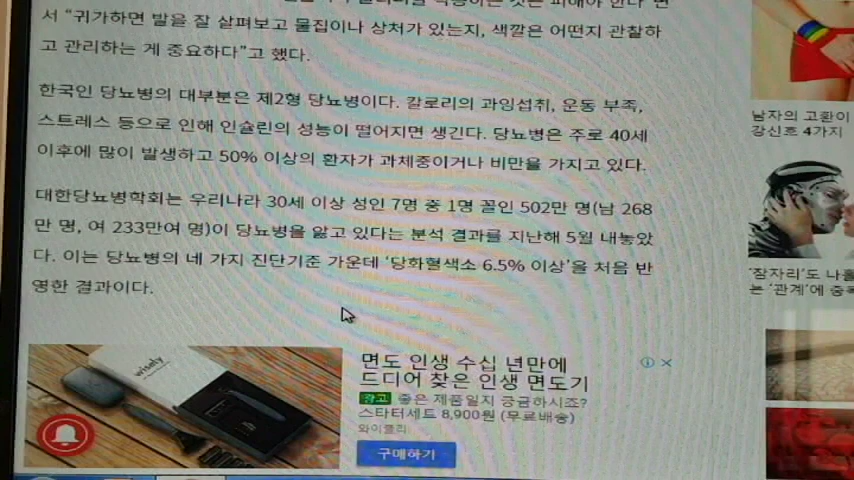 것은 피해야 한다”면
서 “귀가하면 발을 잘 살펴보고 물집이나 상처가 있는지, 색깔은 어떤지 관찰하
고 관리하는 게 중요하다”고 했다.
한국인 당뇨병의 대부분은 제2형 당뇨병이다. 칼로리의 과잉섭취, 운동 부족,
스트레스 등으로 인해 인슐린의 성능이 떨어지면 생긴다. 당뇨병은 주로 40세
이후에 많이 발생하고 50% 이상의 환자가 과체중이거나 비만을 가지고 있다.
대한당뇨병학회는 우리나라 30세 이상 성인 7명 중 1명 꼴인 502만 명(남 268
만 명, 여 233만여 명)이 당뇨병을 앓고 있다는 분석 결과를 지난해 5월 내놓았
다. 이는 당뇨병의 네 가지 진단기준 가운데 ‘당화혈색소 6.5% 이상’을 처음 반
영한 결과이다.
남자의 고환이
강신호 4가지
‘잠자리’도 나홀
는 ‘관계’에 중독
wisely
면도 인생 수십 년만에
드디어 찾은 인생 면도기
광고 좋은 제품일지 궁금하시죠?
스타터세트 8,900원 (무료배송)
와이즐리
구매하기